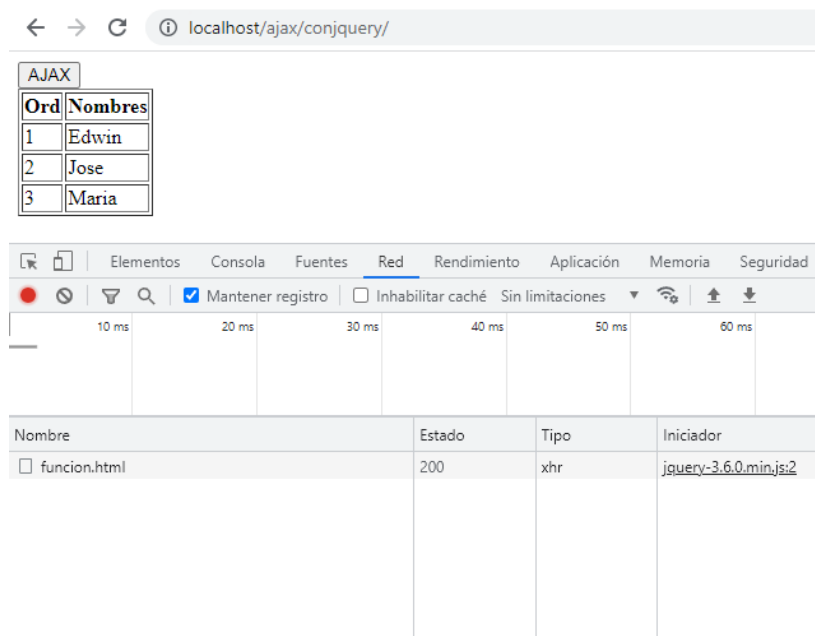 localhost/ajax/conjquery/
AJAX
Ord Nombres
1 Edwin
2 Jose
3 Maria
Elementos Consola Fuentes Red Rendimiento Aplicación Memoria Seguridad
Mantener registro Inhabilitar caché Sin limitaciones
10 ms 20 ms 30 ms 40 ms 50 ms 60 ms
Nombre Estado Tipo Iniciador
funcion.html 200 xhr jquery-3.6.0.min.js:2